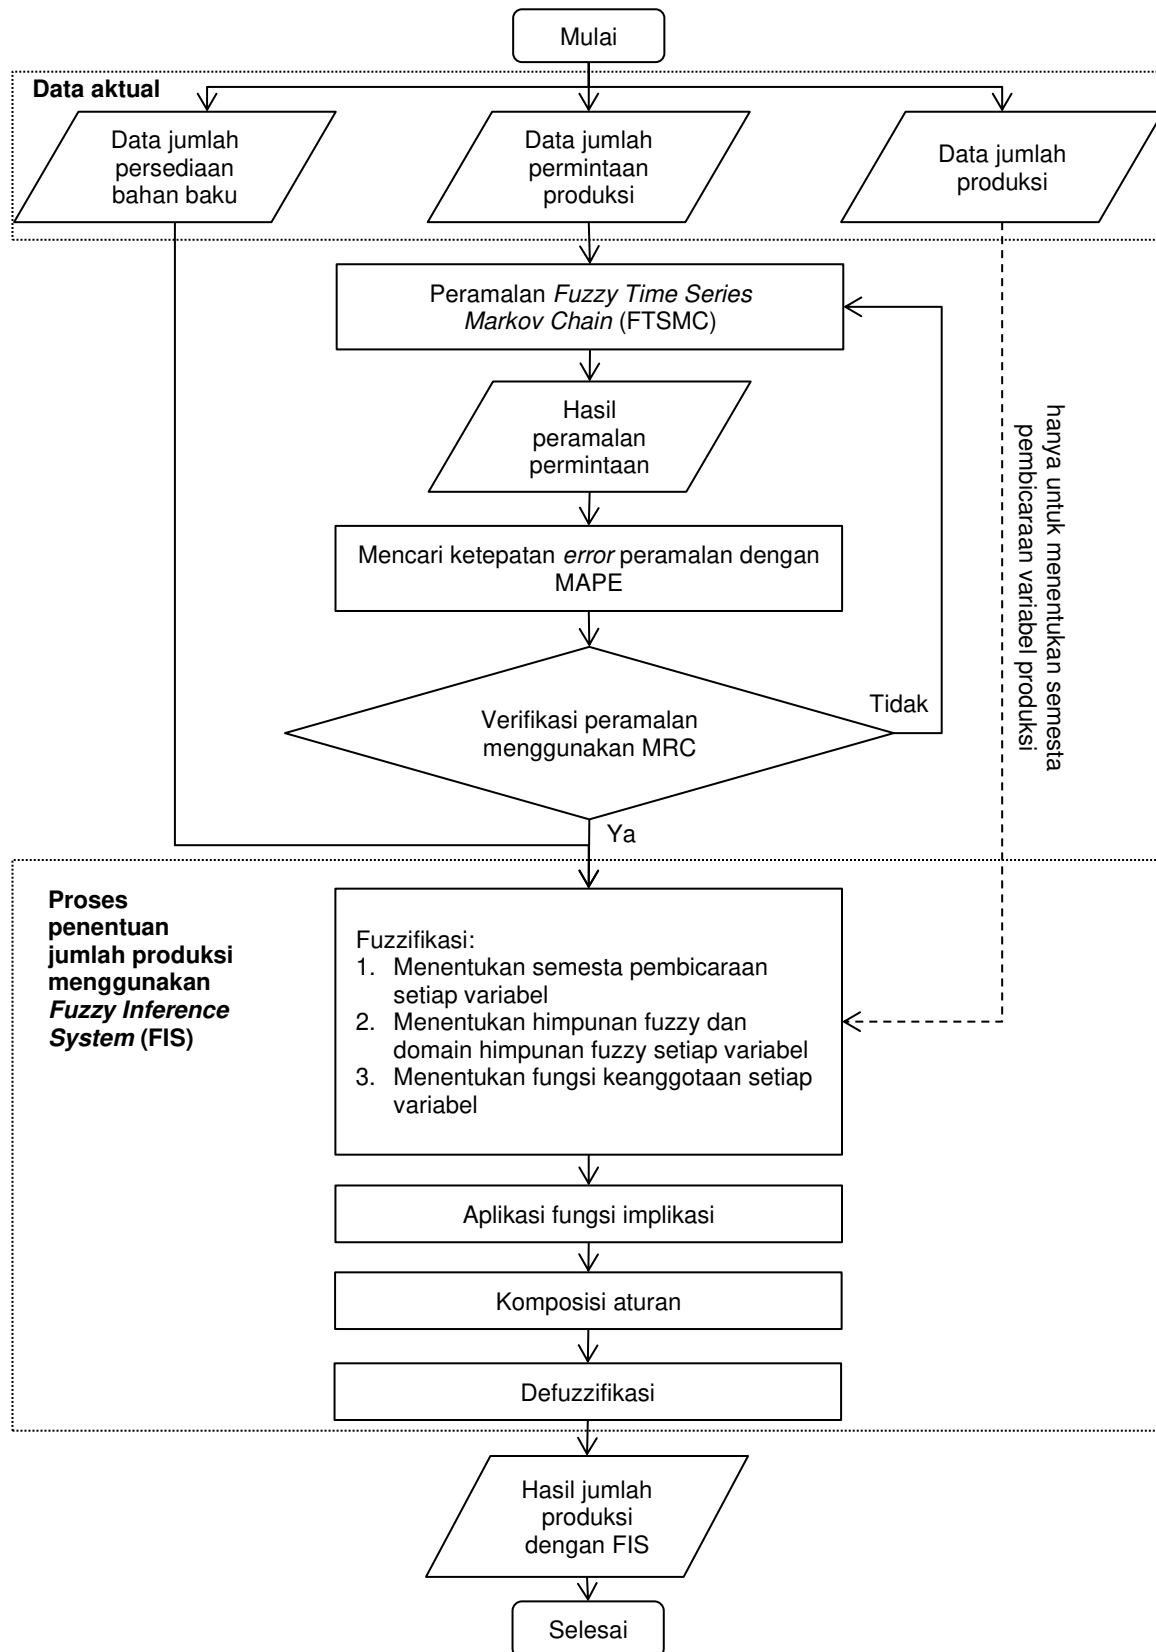 Mulai
Data aktual
Data jumlah
persediaan
bahan baku
Data jumlah
permintaan
produksi
Data jumlah
produksi
Peramalan Fuzzy Time Series
Markov Chain (FTSMC)
Hasil
peramalan
permintaan
hanya untuk menentukan semesta
pembicaraan variabel produksi
Mencari ketepatan error peramalan dengan
MAPE
Verifikasi peramalan
menggunakan MRC
Tidak
Ya
Proses
penentuan
jumlah produksi
menggunakan
Fuzzy Inference
System (FIS)
Fuzzifikasi:
1. Menentukan semesta pembicaraan
setiap variabel
2. Menentukan himpunan fuzzy dan
domain himpunan fuzzy setiap variabel
3. Menentukan fungsi keanggotaan setiap
variabel
Aplikasi fungsi implikasi
Komposisi aturan
Defuzzifikasi
Hasil jumlah
produksi
dengan FIS
Selesai